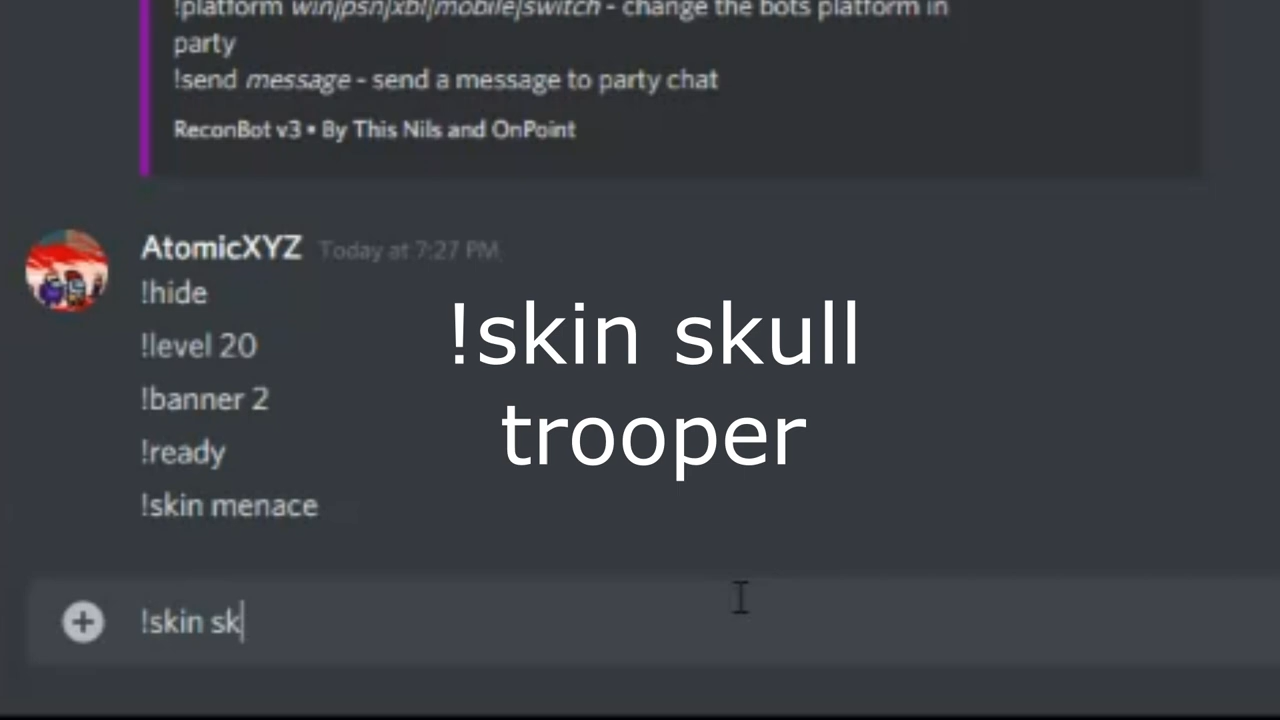 !platform win|psn|xbl|mobile|switch - change the bots platform in
party
!send message - send a message to party chat
ReconBot v3 • By This Nils and OnPoint
AtomicXYZ Today at 7:27 PM
!hide
!level 20
!banner 2
!ready
!skin menace
!skin skull
trooper
!skin sk